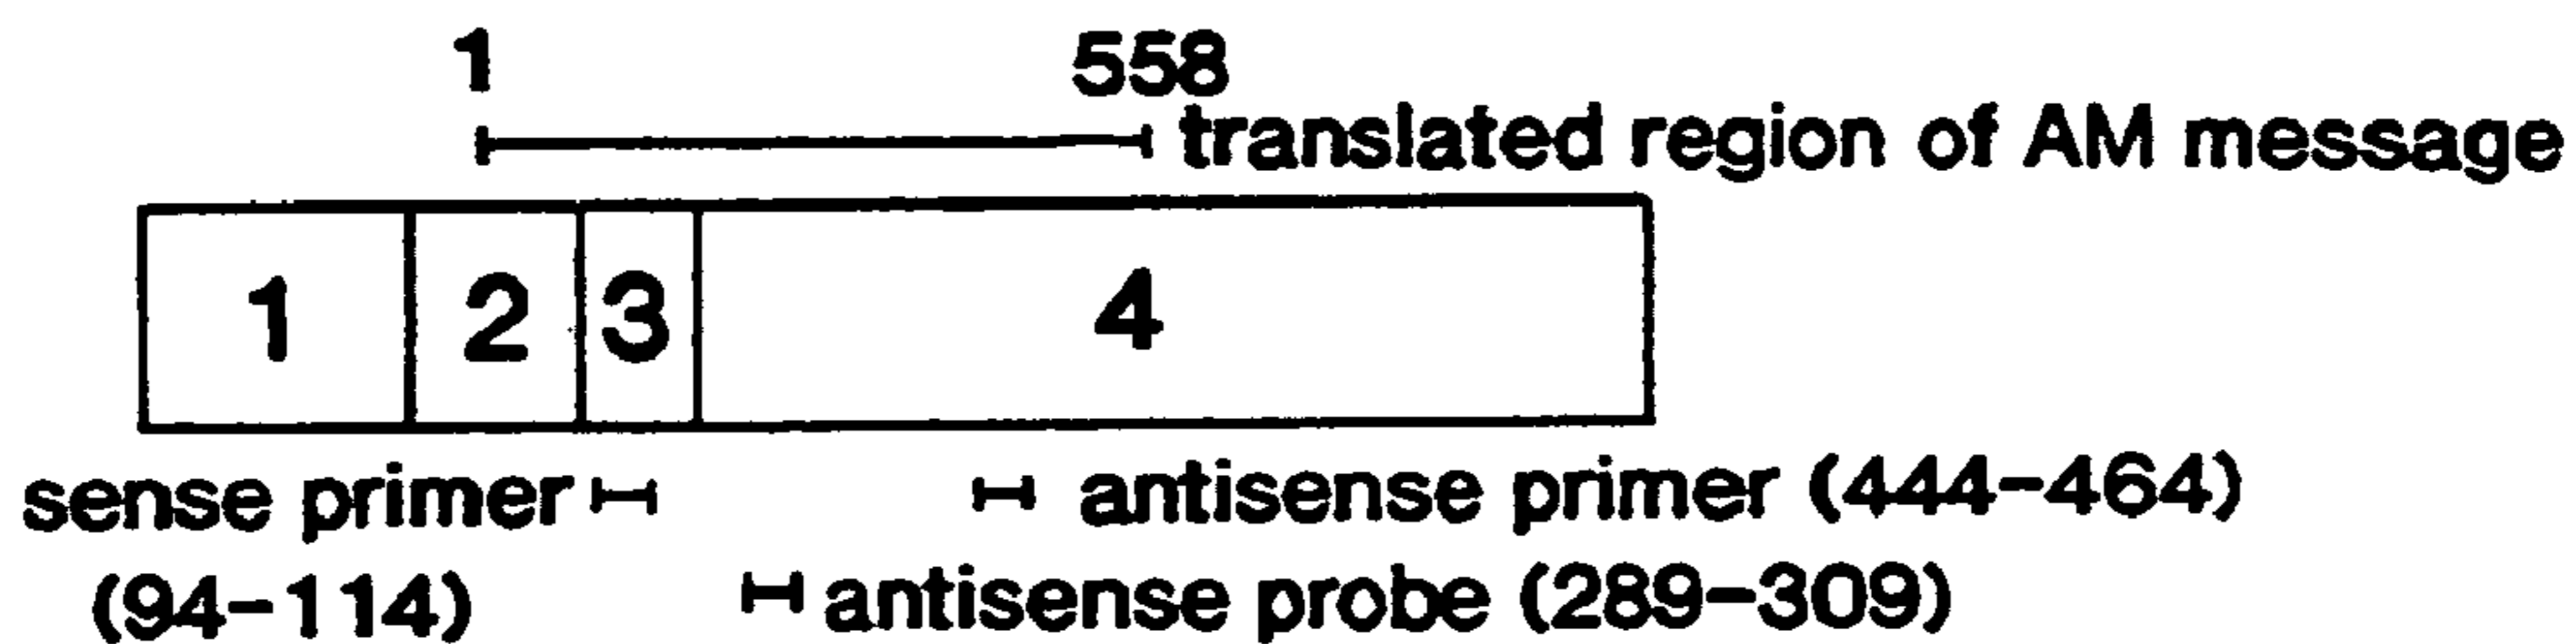 1 558
translated region of AM message
1 2 3 4
sense primer antisense primer (444-464)
(94-114) antisense probe (289-309)